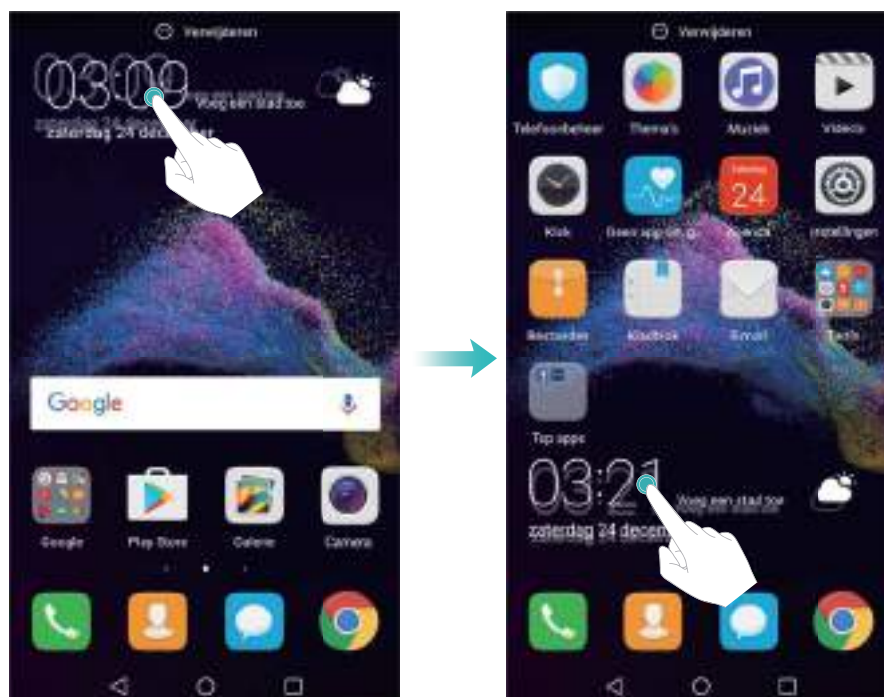 Verwijderen
03:09
Voeg een stad toe
zaterdag 24 december
Google
Google
Play Store
Galerie
Camera
Verwijderen
Telefoonbeheer
Thema's
Muziek
Video's
24
Klok
Agenda
Instellingen
Bestanden
Kladblok
E-mail
Tools
1
Top apps
03:21
Voeg een stad toe
zaterdag 24 decem